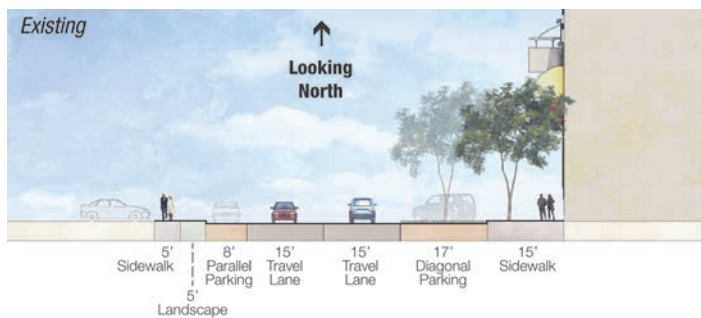 Existing
Looking
North
5' 8' 15' 15' 17' 15'
Sidewalk Parallel Travel Travel Diagonal Sidewalk
Parking Lane Lane Parking
5'
Landscape